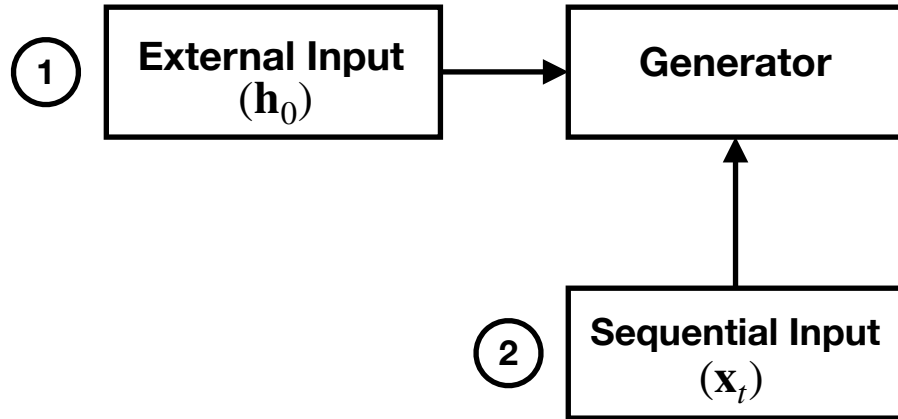 1
External Input
(h₀)
Generator
2
Sequential Input
(xₜ)